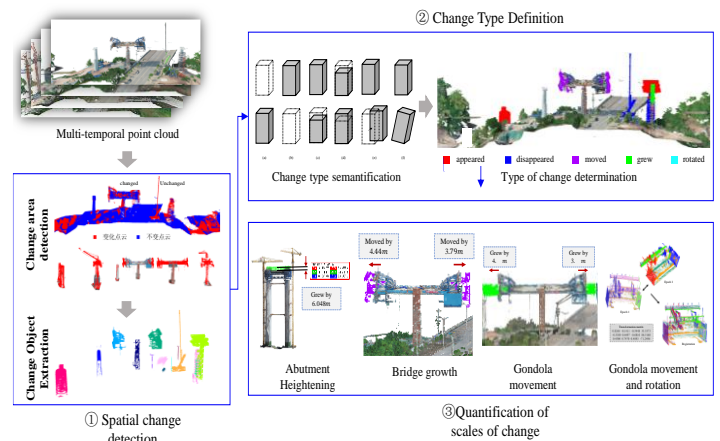 ② Change Type Definition
Multi-temporal point cloud
changed
Unchanged
Change area
detection
变化点云
不变点云
Change Object
Extraction
① Spatial change
detection
(a)
(b)
(c)
(d)
(e)
(f)
Change type semantification
appeared
disappeared
moved
grew
rotated
Type of change determination
Grew by
6.048m
Abutment
Heightening
Moved by
4.44m
Moved by
3.79m
Bridge growth
Grew by
4. m
Grew by
3. m
Gondola
movement
Gondola movement
and rotation
③Quantification of
scales of change